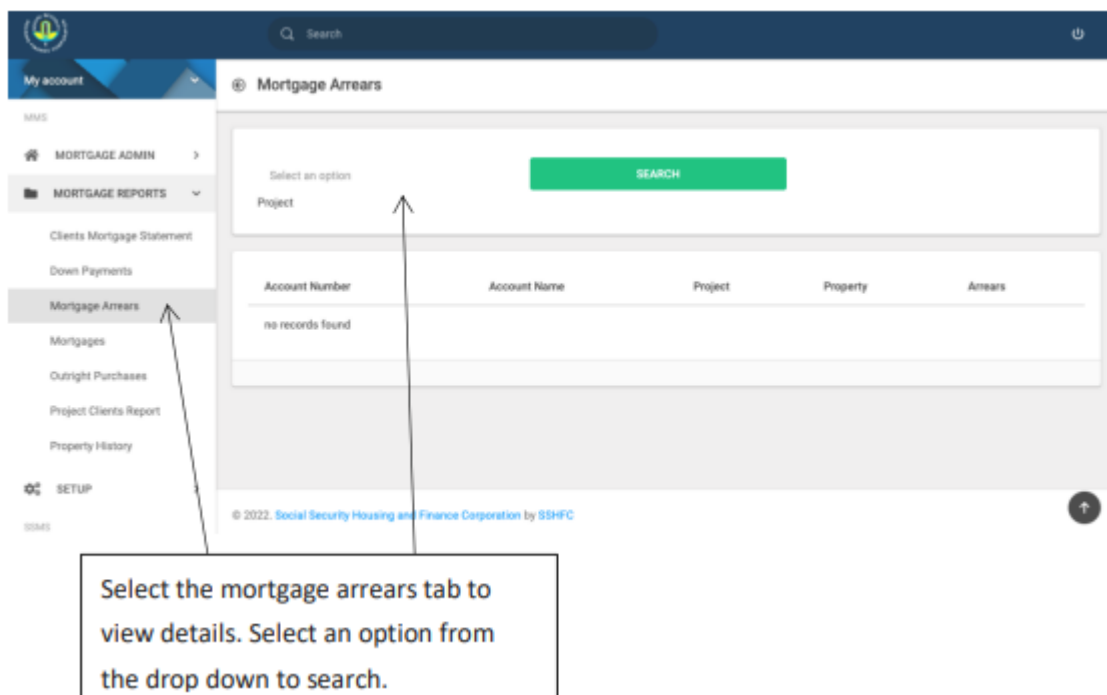 Search
My account
Mortgage Arrears
MMS
MORTGAGE ADMIN
MORTGAGE REPORTS
Select an option
SEARCH
Project
Clients Mortgage Statement
Down Payments
Mortgage Arrears
Mortgages
Outright Purchases
Project Clients Report
Property History
SETUP
SSMS
Account Number Account Name Project Property Arrears
no records found
© 2022. Social Security Housing and Finance Corporation by SSHFC
Select the mortgage arrears tab to
view details. Select an option from
the drop down to search.